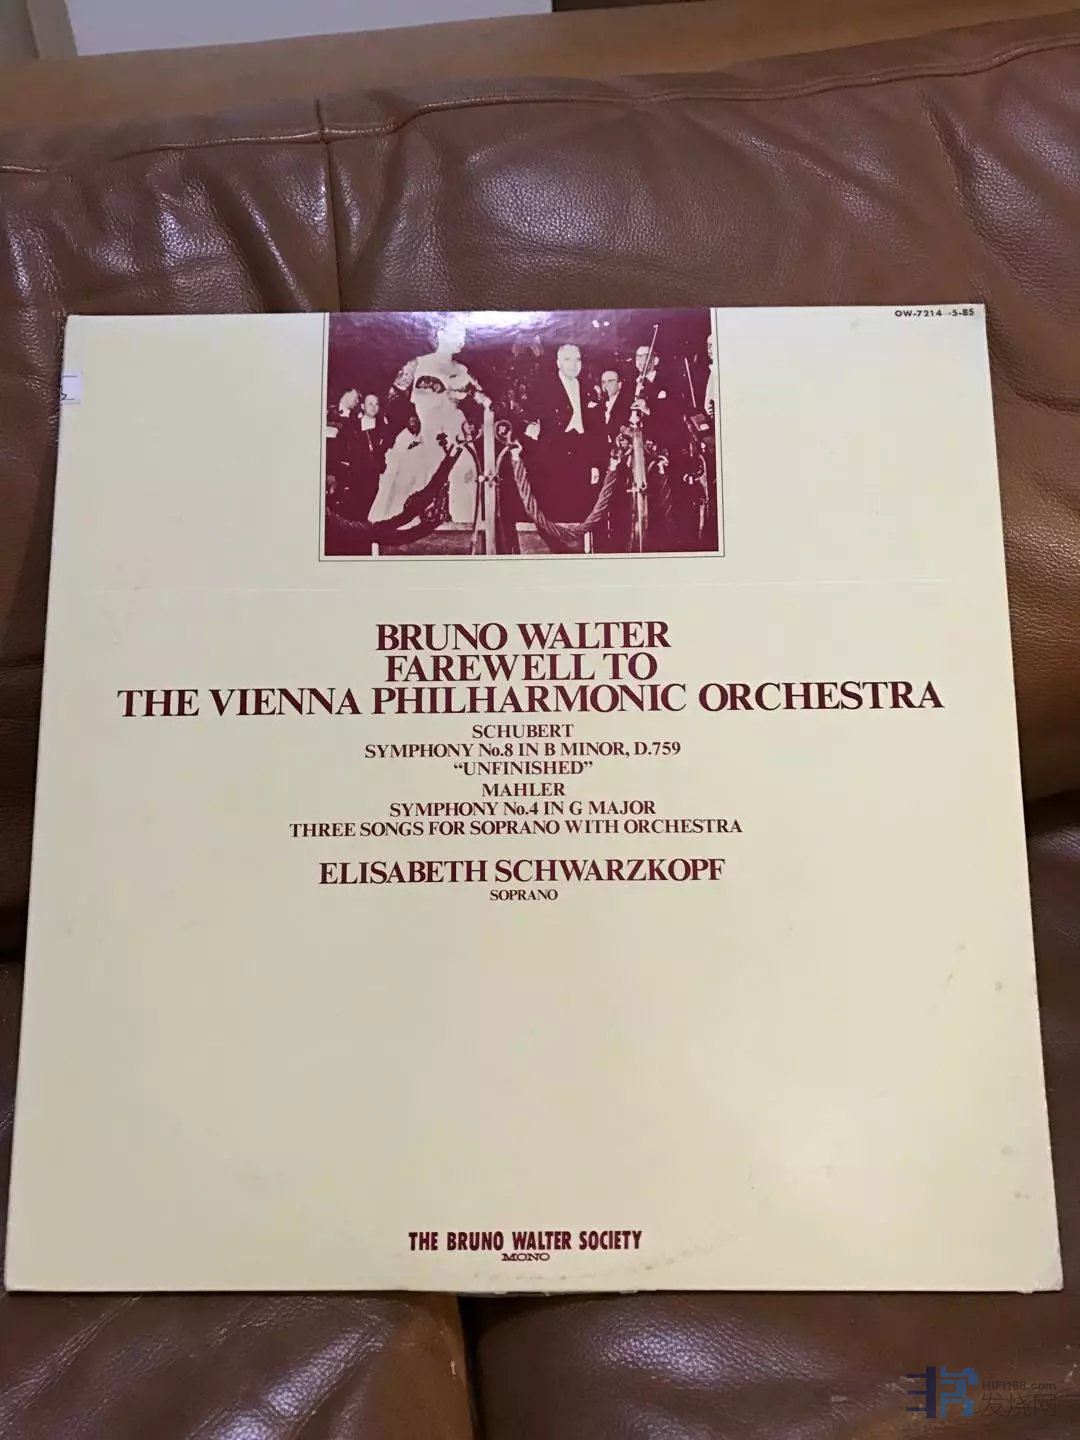 OW-7214 -5-BS
BRUNO WALTER
FAREWELL TO
THE VIENNA PHILHARMONIC ORCHESTRA
SCHUBERT
SYMPHONY No.8 IN B MINOR, D.759
“UNFINISHED”
MAHLER
SYMPHONY No.4 IN G MAJOR
THREE SONGS FOR SOPRANO WITH ORCHESTRA
ELISABETH SCHWARZKOPF
SOPRANO
THE BRUNO WALTER SOCIETY
MONO
HIFI168.com
发烧网